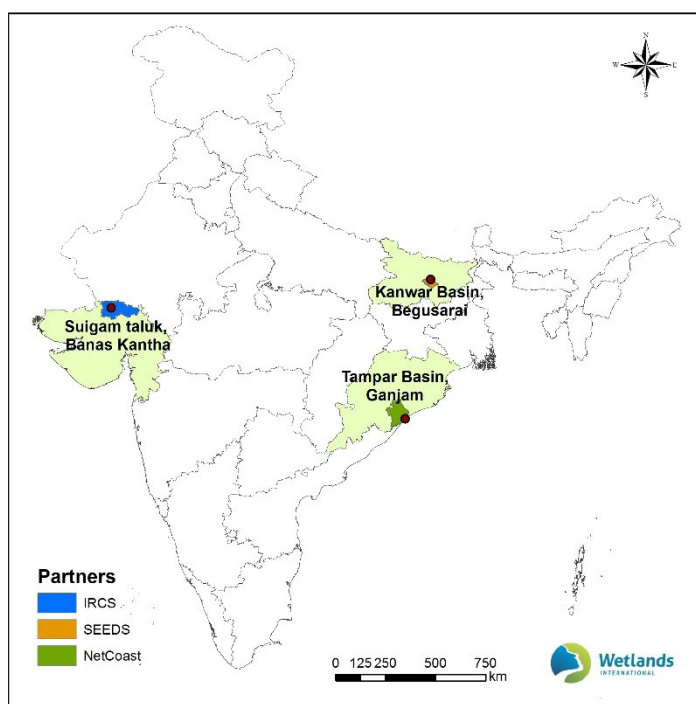 N
W
E
S
Kanwar Basin,
Begusarai
Suigam taluk,
Banas Kantha
Tampar Basin,
Ganjam
Partners
IRCS
SEEDS
NetCoast
0 125 250 500 750
km
Wetlands
INTERNATIONAL